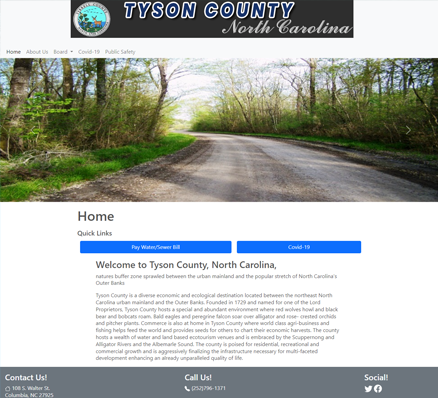 TYSON COUNTY
North Carolina
Home About Us Board Covid-19 Public Safety
Home
Quick Links
Pay Water/Sewer Bill Covid-19
Welcome to Tyson County, North Carolina,
natures buffer zone sprawled between the urban mainland and the popular stretch of North Carolina's
Outer Banks
Tyson County is a diverse economic and ecological destination located between the northeast North
Carolina urban mainland and the Outer Banks. Founded in 1729 and named for one of the Lord
Proprietors, Tyson County hosts a special and abundant environment where red wolves howl and black
bear and bobcats roam. Bald eagles and peregrine falcon soar over alligator and rose- crested orchids
and pitcher plants. Commerce is also at home in Tyson County where world class agri-business and
fishing helps feed the world and provides seeds for others to chart their economic harvests. The county
hosts a wealth of water and land based ecotourism venues and is embraced by the Scuppernong and
Alligator Rivers and the Albemarle Sound. The county is poised for residential, recreational and
commercial growth and is aggressively finalizing the infrastructure necessary for multi-faceted
development enhancing an already unparalleled quality of life.
Contact Us! Call Us! Social!
108 S. Walter St. (252)796-1371
Columbia, NC 27925